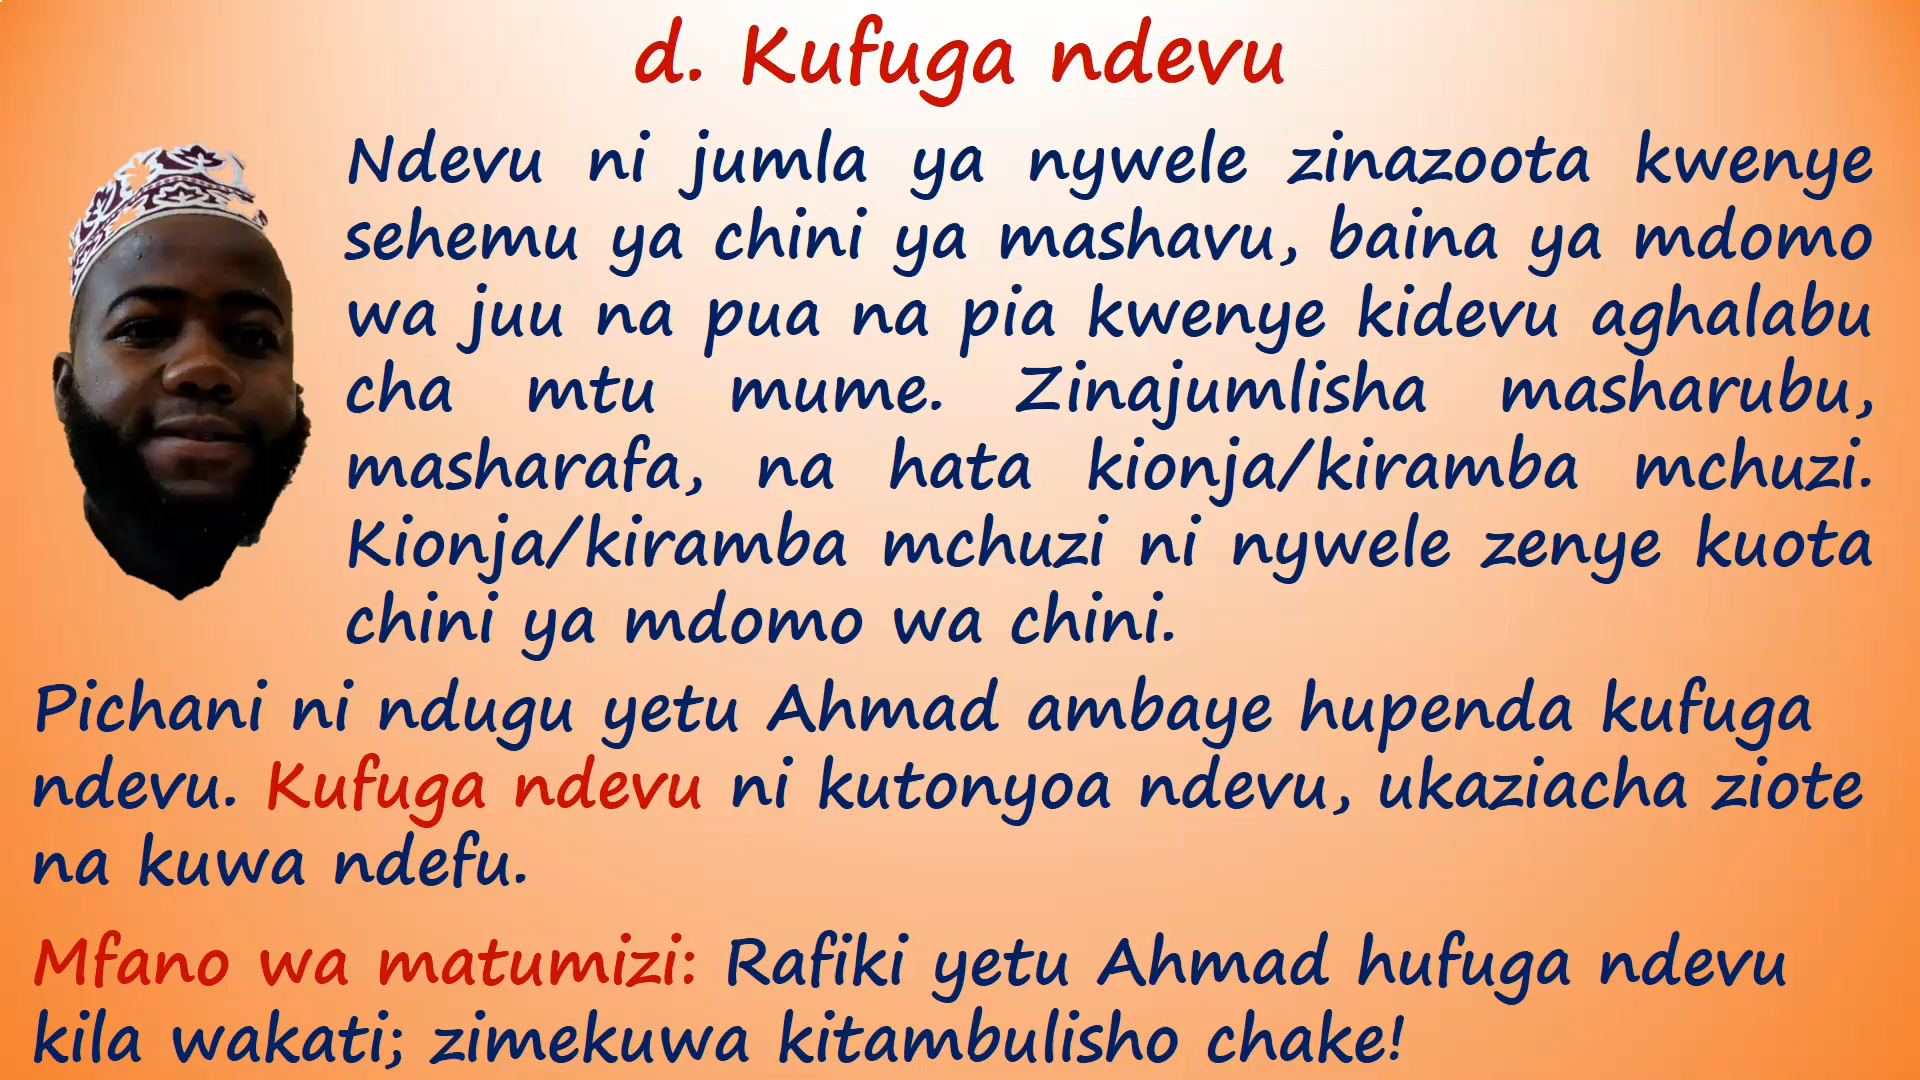 d. Kufuga ndevu
Ndevu ni jumla ya nywele zinazoota kwenye
sehemu ya chini ya mashavu, baina ya mdomo
wa juu na pua na pia kwenye kidevu aghalabu
cha mtu mume. Zinajumlisha masharubu,
masharafa, na hata kionja/kiramba mchuzi.
Kionja/kiramba mchuzi ni nywele zenye kuota
chini ya mdomo wa chini.
Pichani ni ndugu yetu Ahmad ambaye hupenda kufuga
ndevu. Kufuga ndevu ni kutonyoa ndevu, ukaziacha ziote
na kuwa ndefu.
Mfano wa matumizi: Rafiki yetu Ahmad hufuga ndevu
kila wakati; zimekuwa kitambulisho chake!